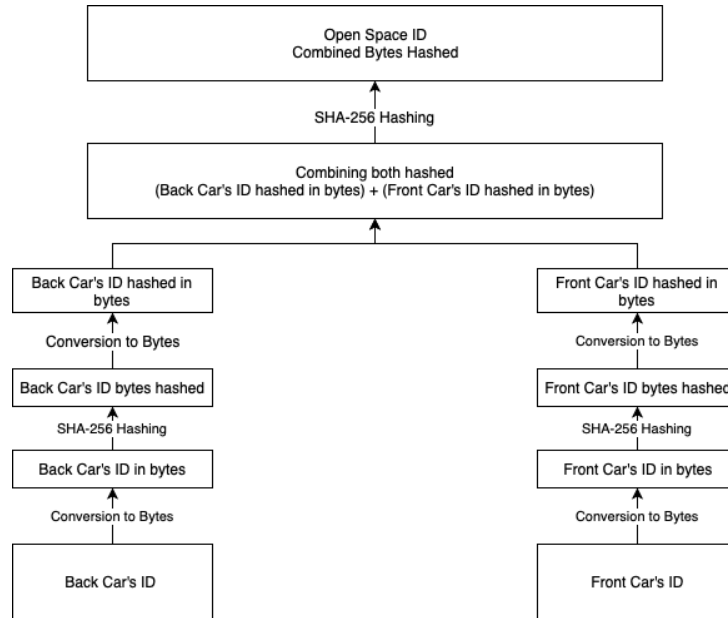 Open Space ID
Combined Bytes Hashed
SHA-256 Hashing
Combining both hashed
(Back Car's ID hashed in bytes) + (Front Car's ID hashed in bytes)
Back Car's ID hashed in
bytes
Front Car's ID hashed in
bytes
Conversion to Bytes
Conversion to Bytes
Back Car's ID bytes hashed
Front Car's ID bytes hashed
SHA-256 Hashing
SHA-256 Hashing
Back Car's ID in bytes
Front Car's ID in bytes
Conversion to Bytes
Conversion to Bytes
Back Car's ID
Front Car's ID